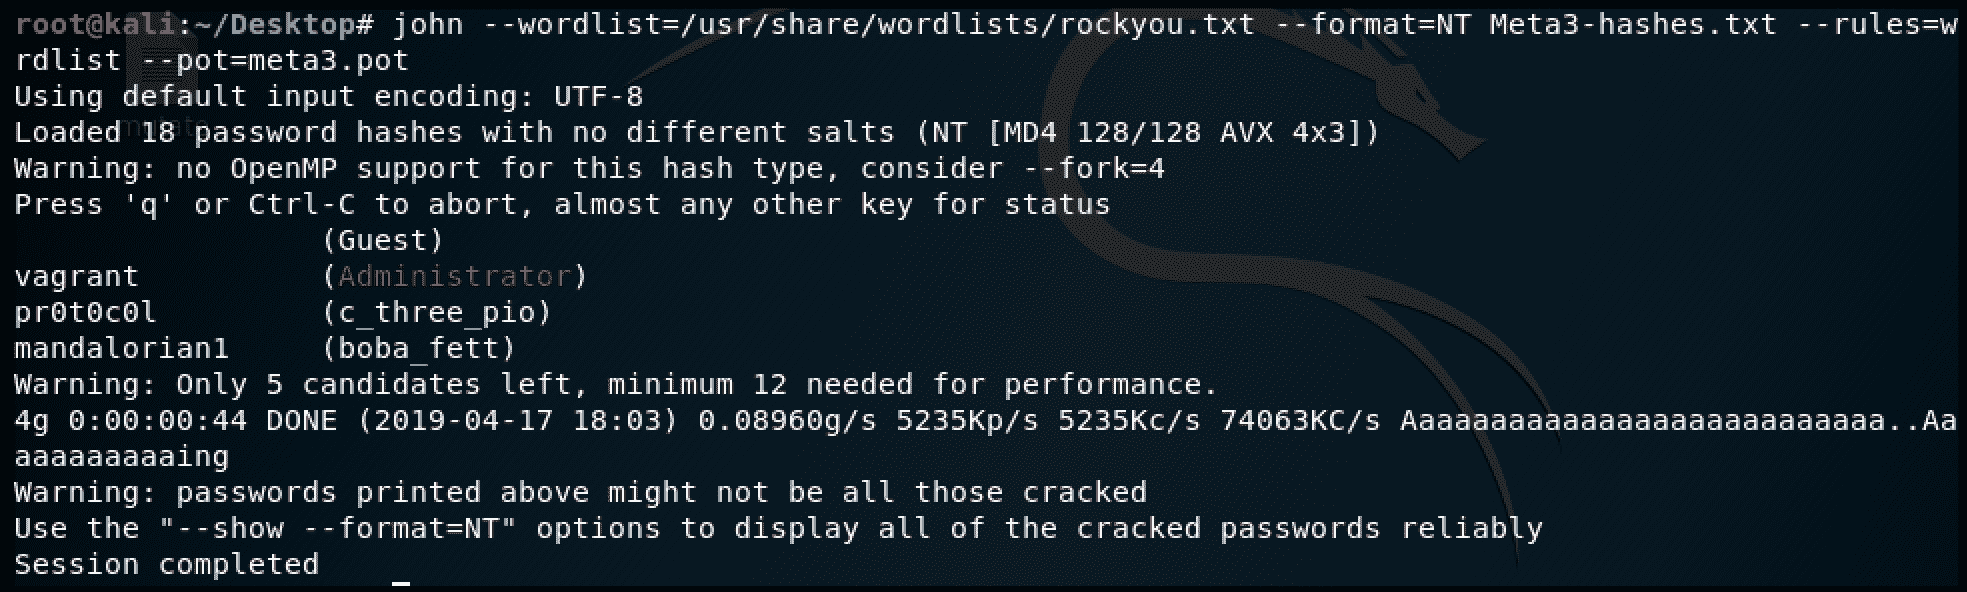 root@kali:~/Desktop# john --wordlist=/usr/share/wordlists/rockyou.txt --format=NT Meta3-hashes.txt --rules=w
rdlist --pot=meta3.pot
Using default input encoding: UTF-8
Loaded 18 password hashes with no different salts (NT [MD4 128/128 AVX 4x3])
Warning: no OpenMP support for this hash type, consider --fork=4
Press 'q' or Ctrl-C to abort, almost any other key for status
                 (Guest)
vagrant          (Administrator)
pr0t0c0l         (c_three_pio)
mandalorian1     (boba_fett)
Warning: Only 5 candidates left, minimum 12 needed for performance.
4g 0:00:00:44 DONE (2019-04-17 18:03) 0.08960g/s 5235Kp/s 5235Kc/s 74063KC/s Aaaaaaaaaaaaaaaaaaaaaaaaaaa..Aa
aaaaaaaaaing
Warning: passwords printed above might not be all those cracked
Use the "--show --format=NT" options to display all of the cracked passwords reliably
Session completed